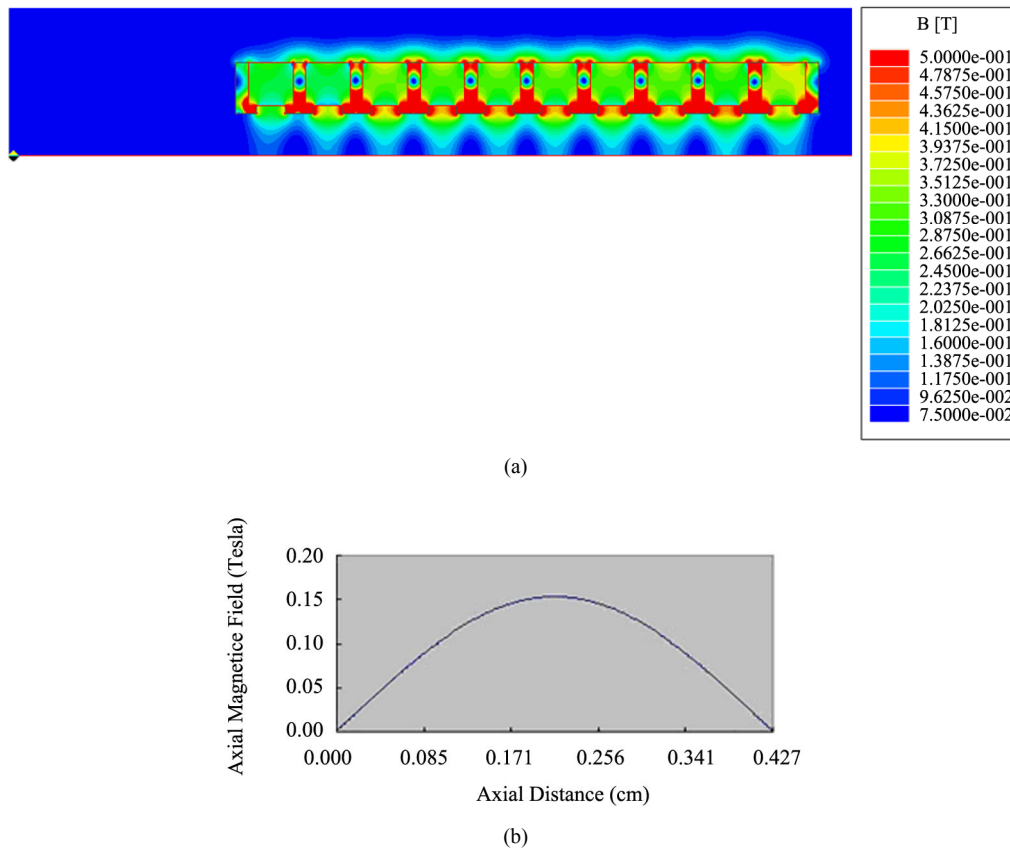 B [T]
5.0000e-001
4.7875e-001
4.5750e-001
4.3625e-001
4.1500e-001
3.9375e-001
3.7250e-001
3.5125e-001
3.3000e-001
3.0875e-001
2.8750e-001
2.6625e-001
2.4500e-001
2.2375e-001
2.0250e-001
1.8125e-001
1.6000e-001
1.3875e-001
1.1750e-001
9.6250e-002
7.5000e-002
(a)
Axial Magnetice Field (Tesla)
0.20
0.15
0.10
0.05
0.00
0.000 0.085 0.171 0.256 0.341 0.427
Axial Distance (cm)
(b)